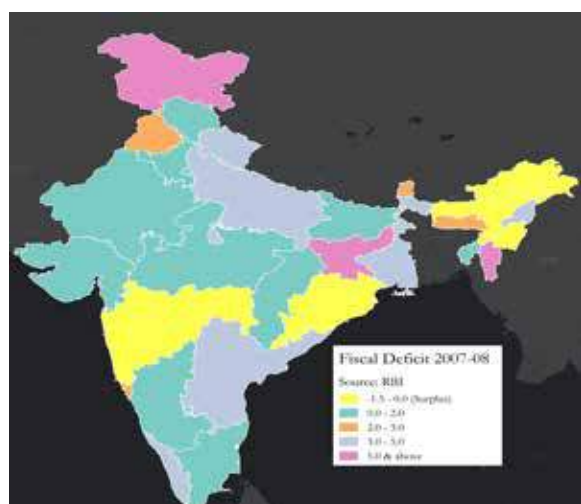 Fiscal Deficit 2007-08
Source: RBI
-1.5 - 0.0 (Surplus)
0.0 - 2.0
2.0 - 3.0
3.0 - 5.0
5.0 & above